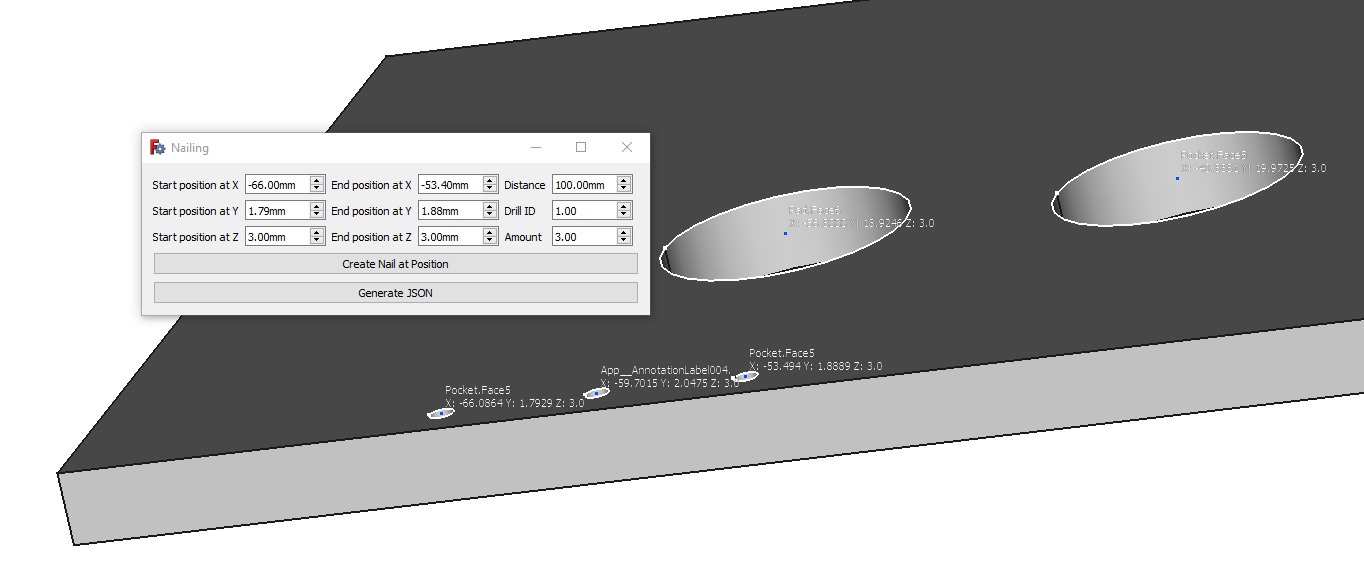 Nailing
Start position at X -66.00mm End position at X -53.40mm Distance 100.00mm
Start position at Y 1.79mm End position at Y 1.88mm Drill ID 1.00
Start position at Z 3.00mm End position at Z 3.00mm Amount 3.00
Create Nail at Position
Generate JSON
Pocket.Face5
X: Y: 19.9725 Z: 3.0
Y: 18.9246 Z: 3.0
Pocket.Face5
X: -53.494 Y: 1.8889 Z: 3.0
App__AnnotationLabel004.
X: -59.7015 Y: 2.0475 Z: 3.0
Pocket.Face5
X: -66.0864 Y: 1.7929 Z: 3.0